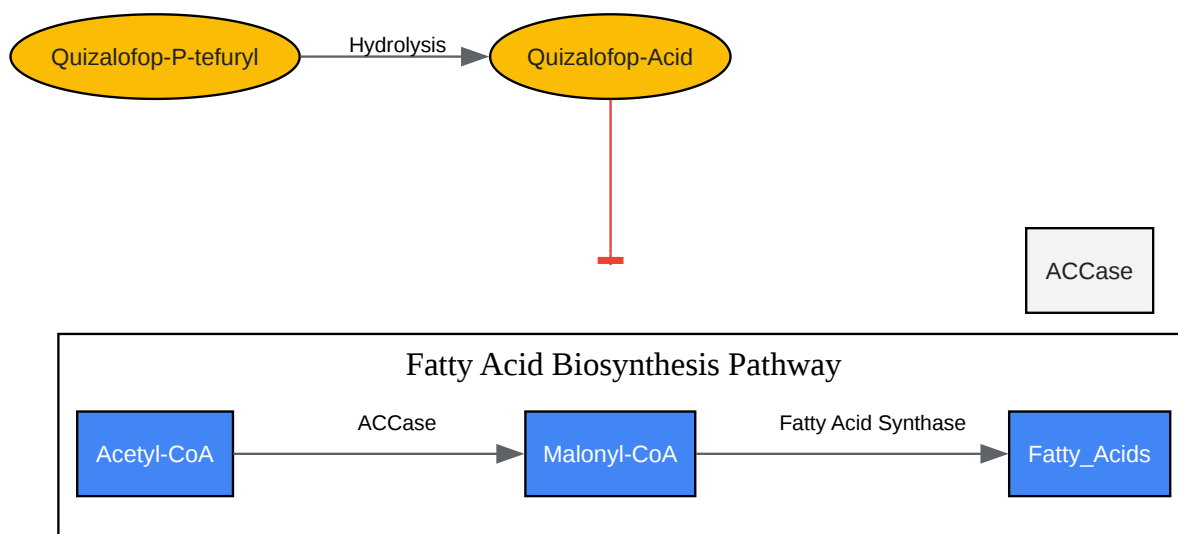 Quizalofop-P-tefuryl
Hydrolysis
Quizalofop-Acid
ACCase
Fatty Acid Biosynthesis Pathway
Acetyl-CoA
ACCase
Malonyl-CoA
Fatty Acid Synthase
Fatty_Acids